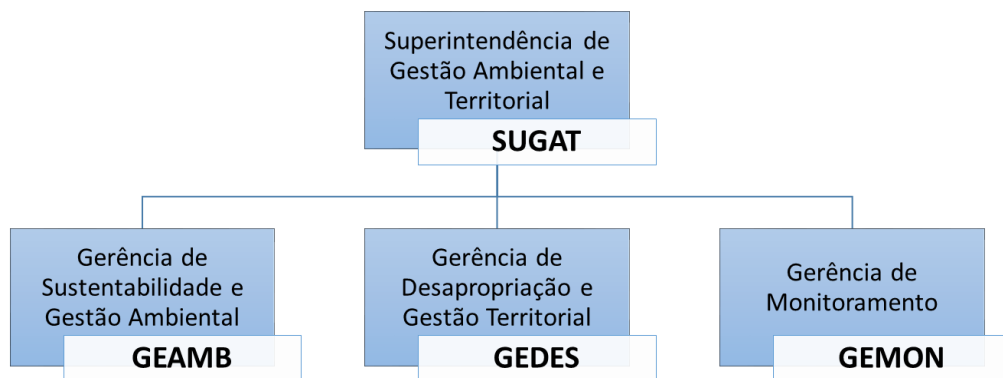 Superintendência de
Gestão Ambiental e
Territorial
SUGAT
Gerência de
Sustentabilidade e
Gestão Ambiental
GEAMB
Gerência de
Desapropriação e
Gestão Territorial
GEDES
Gerência de
Monitoramento
GEMON